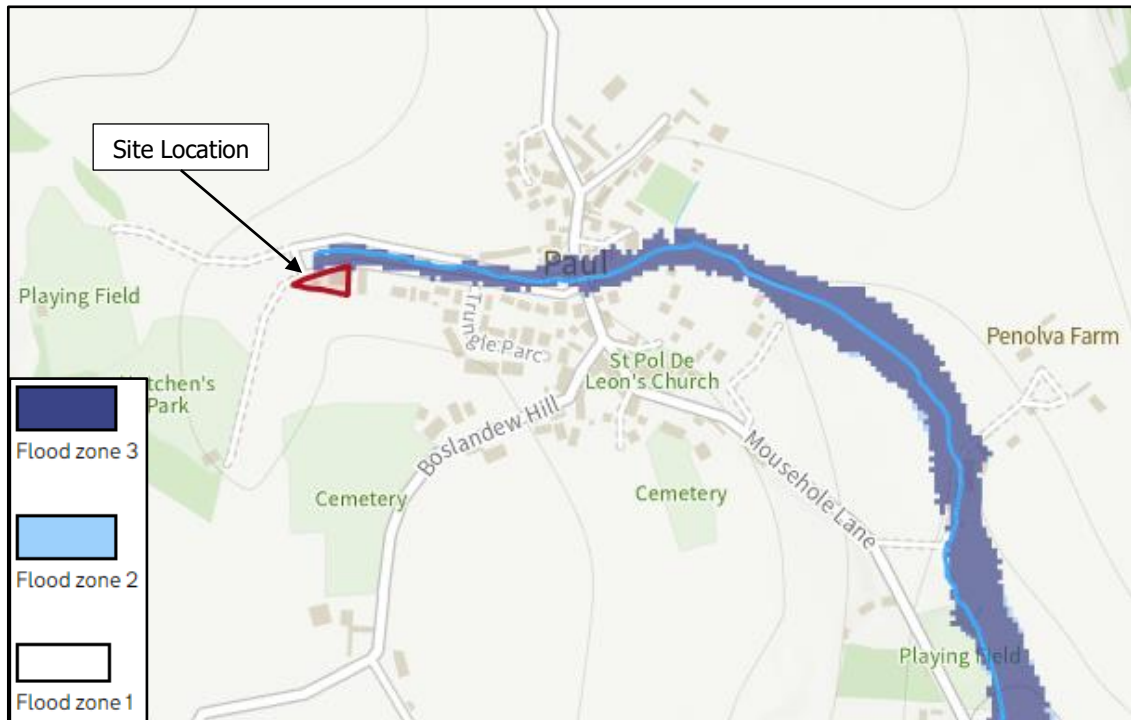 Site Location
Paul
Playing Field
Trungle Parc
Penolva Farm
St Pol De
Leon's Church
Park
Boslandew Hill
Mousehole Lane
Cemetery
Cemetery
Playing Field
Flood zone 3
Flood zone 2
Flood zone 1